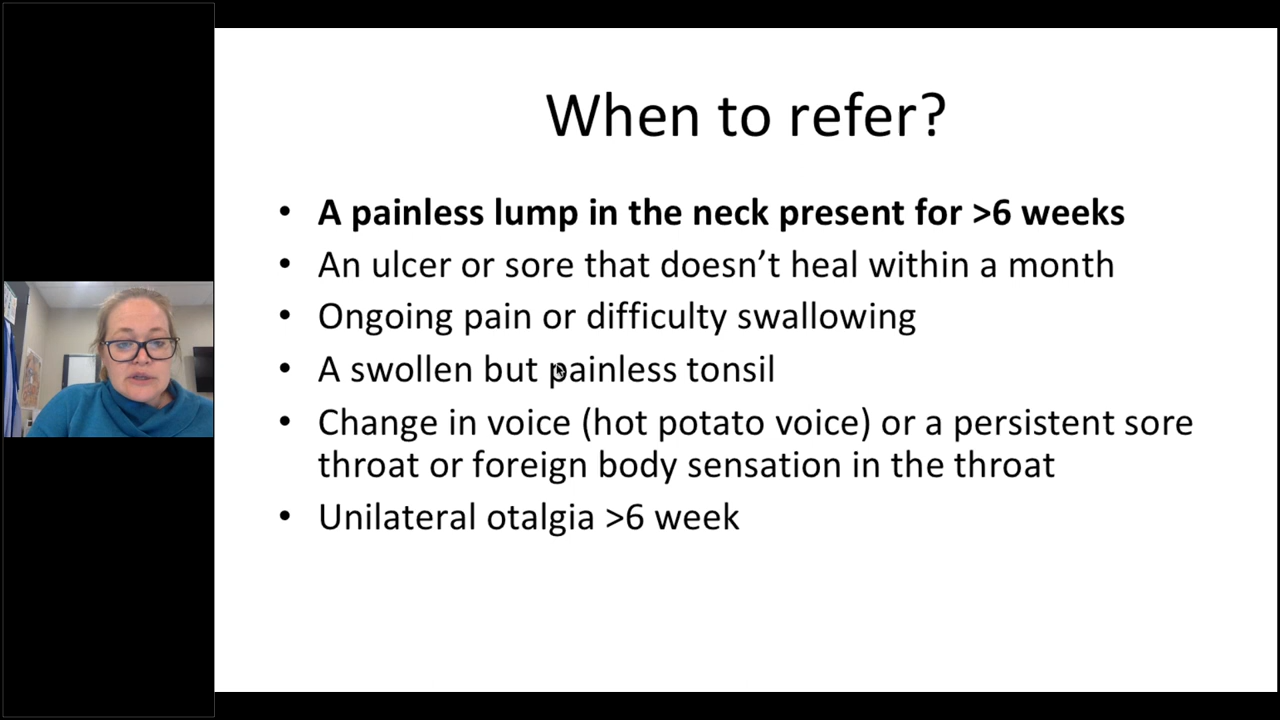 When to refer?
• A painless lump in the neck present for >6 weeks
• An ulcer or sore that doesn’t heal within a month
• Ongoing pain or difficulty swallowing
• A swollen but painless tonsil
• Change in voice (hot potato voice) or a persistent sore
throat or foreign body sensation in the throat
• Unilateral otalgia >6 week